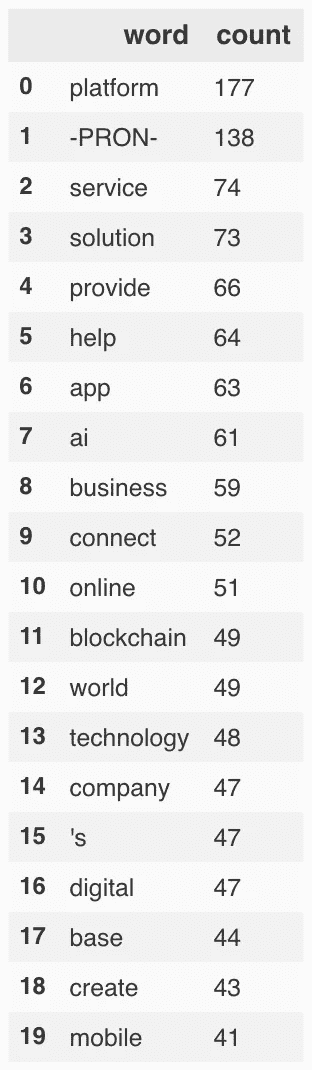 word count
0 platform 177
1 -PRON- 138
2 service 74
3 solution 73
4 provide 66
5 help 64
6 app 63
7 ai 61
8 business 59
9 connect 52
10 online 51
11 blockchain 49
12 world 49
13 technology 48
14 company 47
15 's 47
16 digital 47
17 base 44
18 create 43
19 mobile 41